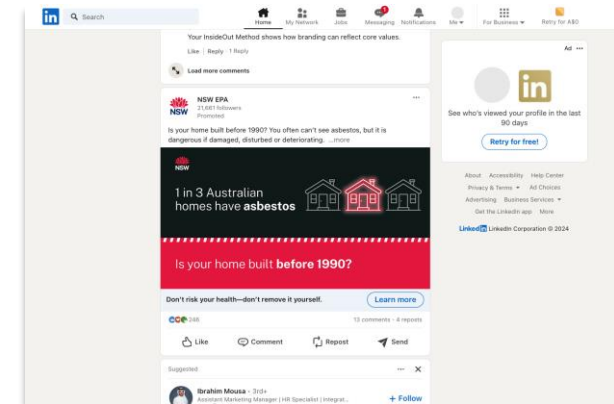 in
Search
Home
My Network
Jobs
Messaging
Notifications
Me
For Business
Retry for A$0
Your InsideOut Method shows how branding can reflect core values.
Like | Reply · 1 Reply
Load more comments
NSW
NSW EPA
21,661 followers
Promoted
Is your home built before 1990? You often can't see asbestos, but it is
dangerous if damaged, disturbed or deteriorating. ...more
NSW
1 in 3 Australian
homes have asbestos
Is your home built before 1990?
Don't risk your health—don't remove it yourself.
Learn more
246
13 comments · 4 reposts
Like
Comment
Repost
Send
Suggested
Ibrahim Mousa · 3rd+
Assistant Marketing Manager | HR Specialist | Integrat...
+ Follow
Ad
in
See who's viewed your profile in the last
90 days
Retry for free!
About Accessibility Help Center
Privacy & Terms Ad Choices
Advertising Business Services
Get the LinkedIn app More
LinkedIn LinkedIn Corporation © 2024